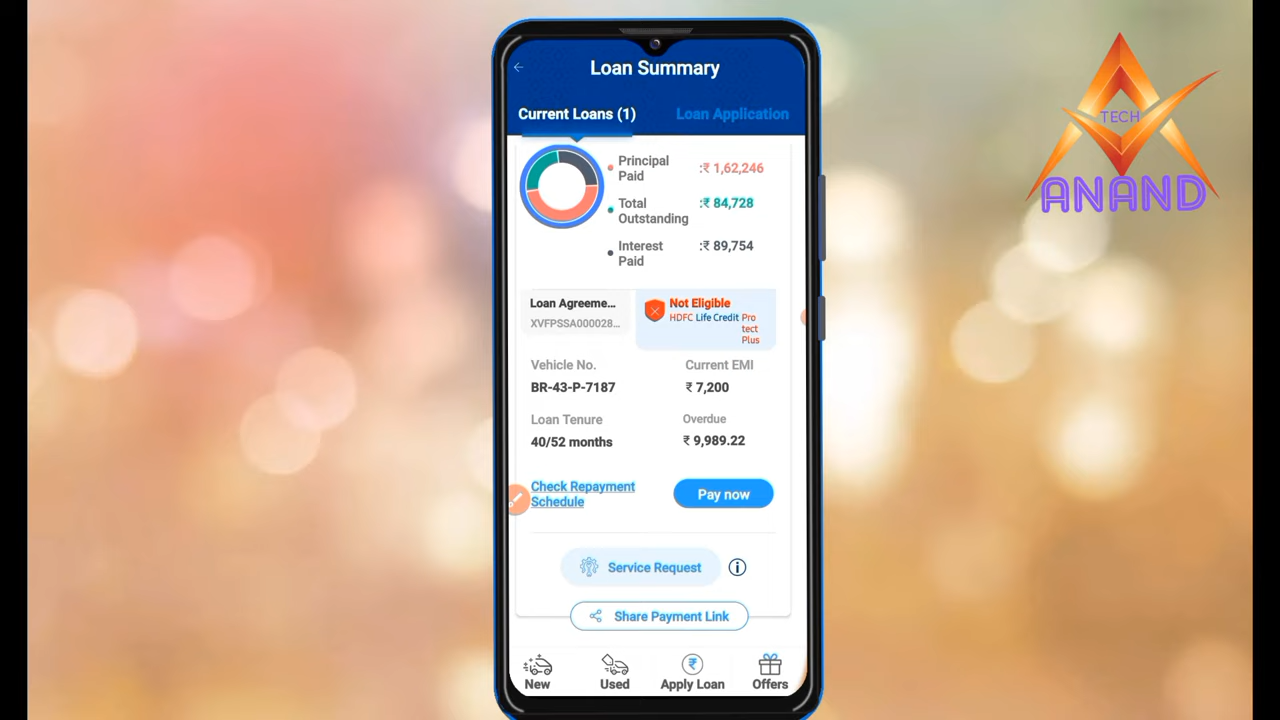 Loan Summary
Current Loans (1)
Loan Application
Principal
Paid
:₹ 1,62,246
Total
Outstanding
:₹ 84,728
Interest
Paid
:₹ 89,754
Loan Agreeme...
XVFPSSA000028...
Not Eligible
HDFC Life Credit Pro
tect
Plus
Vehicle No.
Current EMI
BR-43-P-7187
₹ 7,200
Loan Tenure
Overdue
40/52 months
₹ 9,989.22
Check Repayment
Schedule
Pay now
Service Request
i
Share Payment Link
₹
New
Used
Apply Loan
Offers
TECH
ANAND